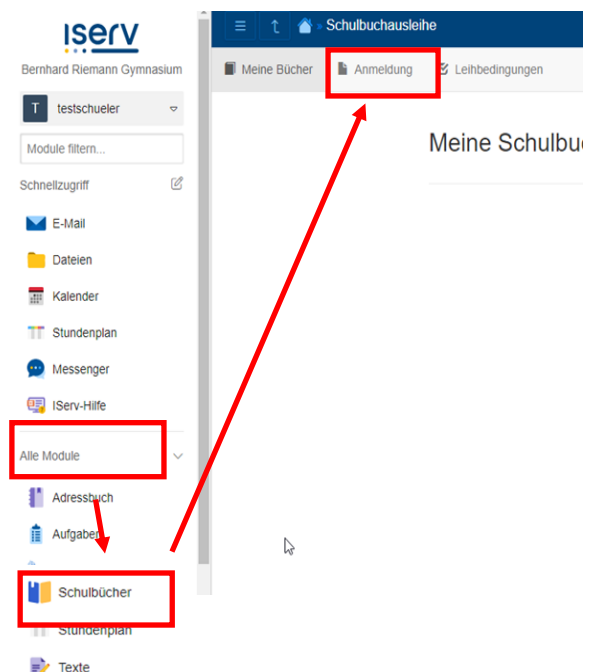 IServ
Bernhard Riemann Gymnasium
T testschueler
Module filtern...
Schnellzugriff
E-Mail
Dateien
Kalender
Stundenplan
Messenger
IServ-Hilfe
Alle Module
Adressbuch
Aufgaben
Schulbücher
Stundenplan
Texte
» Schulbuchausleihe
Meine Bücher Anmeldung Leihbedingungen
Meine Schulbu